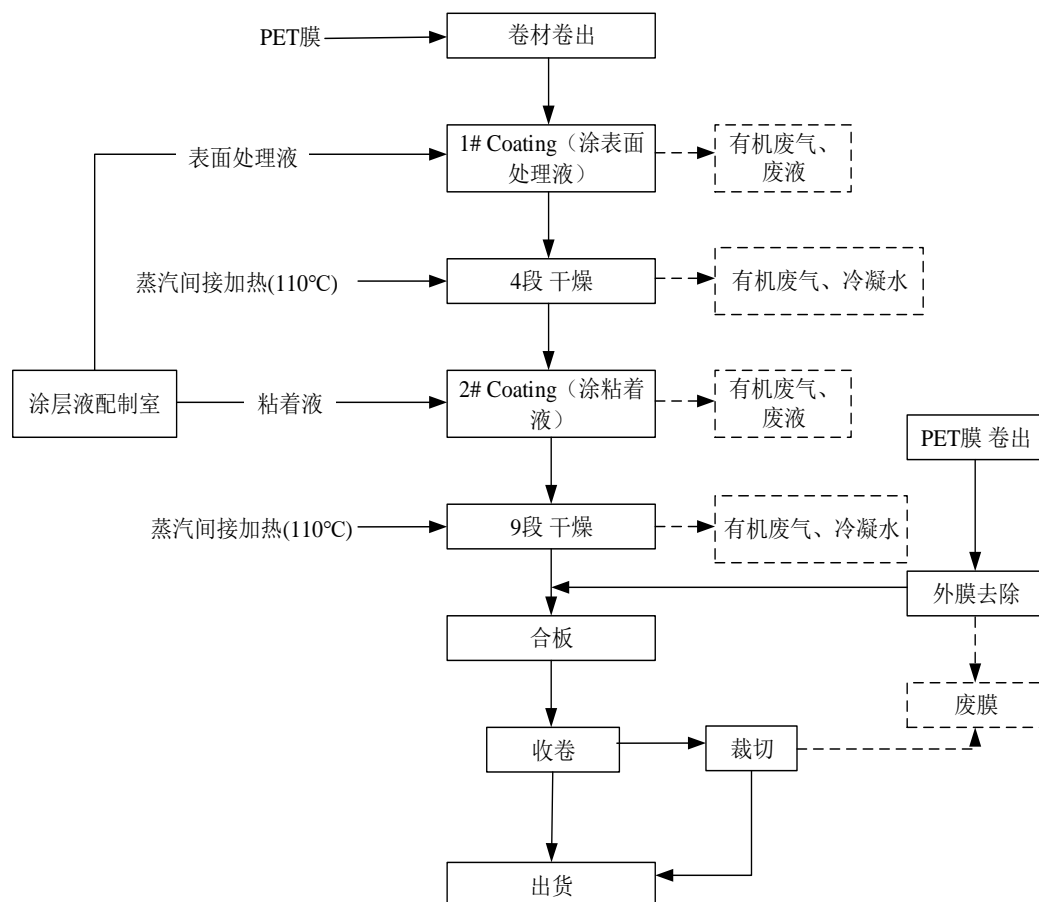 PET膜
卷材卷出
表面处理液
1# Coating（涂表面
处理液）
有机废气、
废液
蒸汽间接加热(110℃)
4段 干燥
有机废气、冷凝水
涂层液配制室
粘着液
2# Coating（涂粘着
液）
有机废气、
废液
PET膜 卷出
蒸汽间接加热(110℃)
9段 干燥
有机废气、冷凝水
外膜去除
合板
废膜
收卷
裁切
出货